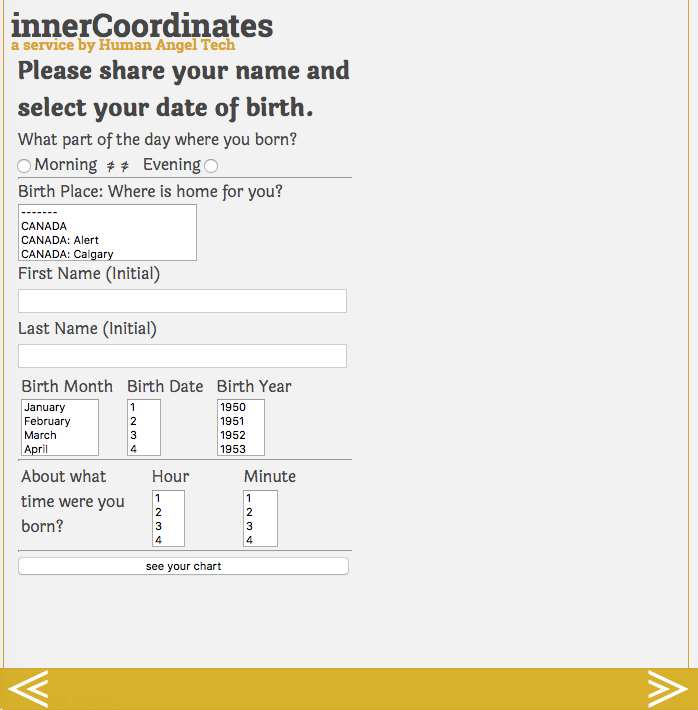 innerCoordinates
a service by Human Angel Tech
Please share your name and
select your date of birth.
What part of the day where you born?
Morning ≠ ≠ Evening
Birth Place: Where is home for you?
-------
CANADA
CANADA: Alert
CANADA: Calgary
First Name (Initial)
Last Name (Initial)
Birth Month Birth Date Birth Year
January 1 1950
February 2 1951
March 3 1952
April 4 1953
About what Hour Minute
time were you
born?
1 1
2 2
3 3
4 4
see your chart